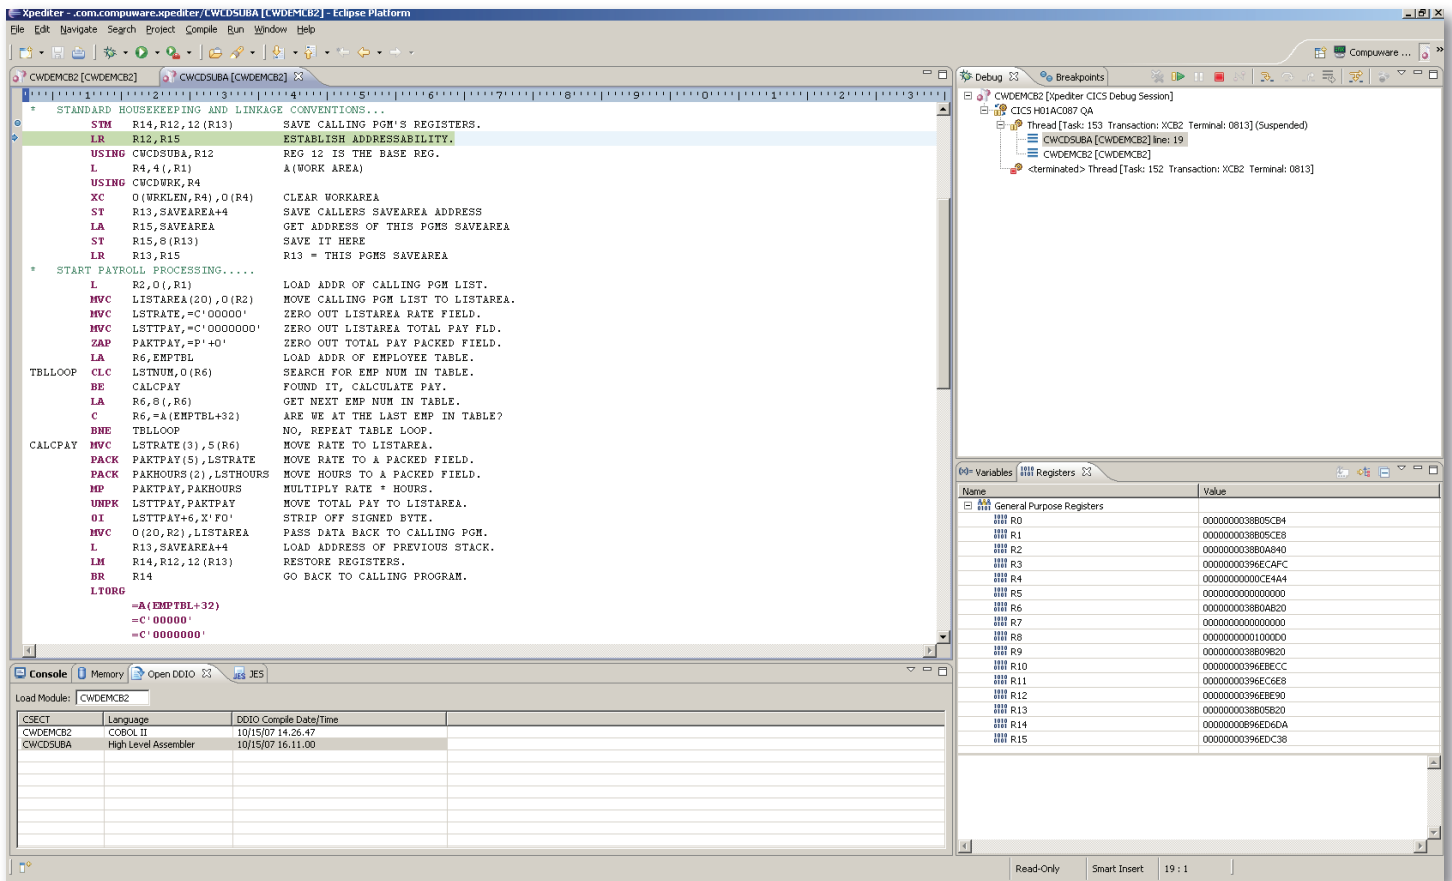 Xpediter - .com.compuware.xpediter/CWCDSUBA [CWDEMCB2] - Eclipse Platform
File Edit Navigate Search Project Compile Run Window Help
Compuware ...
CWDEMCB2 [CWDEMCB2] CWCDSUBA [CWDEMCB2]
* STANDARD HOUSEKEEPING AND LINKAGE CONVENTIONS...
STM R14,R12,12(R13) SAVE CALLING PGM'S REGISTERS.
LR R12,R15 ESTABLISH ADDRESSABILITY.
USING CWCDSUBA,R12 REG 12 IS THE BASE REG.
L R4,4(,R1) A(WORK AREA)
USING CWCDWRK,R4
XC 0(WRKLEN,R4),0(R4) CLEAR WORKAREA
ST R13,SAVEAREA+4 SAVE CALLERS SAVEAREA ADDRESS
LA R15,SAVEAREA GET ADDRESS OF THIS PGMS SAVEAREA
ST R15,8(R13) SAVE IT HERE
LR R13,R15 R13 = THIS PGMS SAVEAREA
* START PAYROLL PROCESSING.....
L R2,0(,R1) LOAD ADDR OF CALLING PGM LIST.
MVC LISTAREA(20),0(R2) MOVE CALLING PGM LIST TO LISTAREA.
MVC LSTRATE,=C'00000' ZERO OUT LISTAREA RATE FIELD.
MVC LSTTPAY,=C'0000000' ZERO OUT LISTAREA TOTAL PAY FLD.
ZAP PAKTPAY,=P'+0' ZERO OUT TOTAL PAY PACKED FIELD.
LA R6,EMPTBL LOAD ADDR OF EMPLOYEE TABLE.
TBLLOOP CLC LSTNUM,0(R6) SEARCH FOR EMP NUM IN TABLE.
BE CALCPAY FOUND IT, CALCULATE PAY.
LA R6,8(,R6) GET NEXT EMP NUM IN TABLE.
C R6,=A(EMPTBL+32) ARE WE AT THE LAST EMP IN TABLE?
BNE TBLLOOP NO, REPEAT TABLE LOOP.
CALCPAY MVC LSTRATE(3),5(R6) MOVE RATE TO LISTAREA.
PACK PAKTPAY(5),LSTRATE MOVE RATE TO A PACKED FIELD.
PACK PAKHOURS(2),LSTHOURS MOVE HOURS TO A PACKED FIELD.
MP PAKTPAY,PAKHOURS MULTIPLY RATE * HOURS.
UNPK LSTTPAY,PAKTPAY MOVE TOTAL PAY TO LISTAREA.
OI LSTTPAY+6,X'F0' STRIP OFF SIGNED BYTE.
MVC 0(20,R2),LISTAREA PASS DATA BACK TO CALLING PGM.
L R13,SAVEAREA+4 LOAD ADDRESS OF PREVIOUS STACK.
LM R14,R12,12(R13) RESTORE REGISTERS.
BR R14 GO BACK TO CALLING PROGRAM.
LTORG
=A(EMPTBL+32)
=C'00000'
=C'0000000'
Debug Breakpoints
CWDEMCB2 [Xpediter CICS Debug Session]
CICS H01AC087 QA
Thread [Task: 153 Transaction: XCB2 Terminal: 0813] (Suspended)
CWCDSUBA [CWDEMCB2] line: 19
CWDEMCB2 [CWDEMCB2]
<terminated> Thread [Task: 152 Transaction: XCB2 Terminal: 0813]
(x)= Variables Registers
Name Value
General Purpose Registers
R0 0000000038B05CB4
R1 0000000038B05CE8
R2 0000000038B0A840
R3 00000000396ECAFC
R4 00000000000CE4A4
R5 0000000000000000
R6 0000000038B0AB20
R7 0000000000000000
R8 00000000001000D0
R9 0000000038B09B20
R10 00000000396EBECC
R11 00000000396EC6E8
R12 00000000396EBE90
R13 0000000038B05B20
R14 00000000B96ED6DA
R15 00000000396EDC38
Console Memory Open DDIO JES
Load Module: CWDEMCB2
CSECT Language DDIO Compile Date/Time
CWDEMCB2 COBOL II 10/15/07 14.26.47
CWCDSUBA High Level Assembler 10/15/07 16.11.00
Read-Only Smart Insert 19 : 1